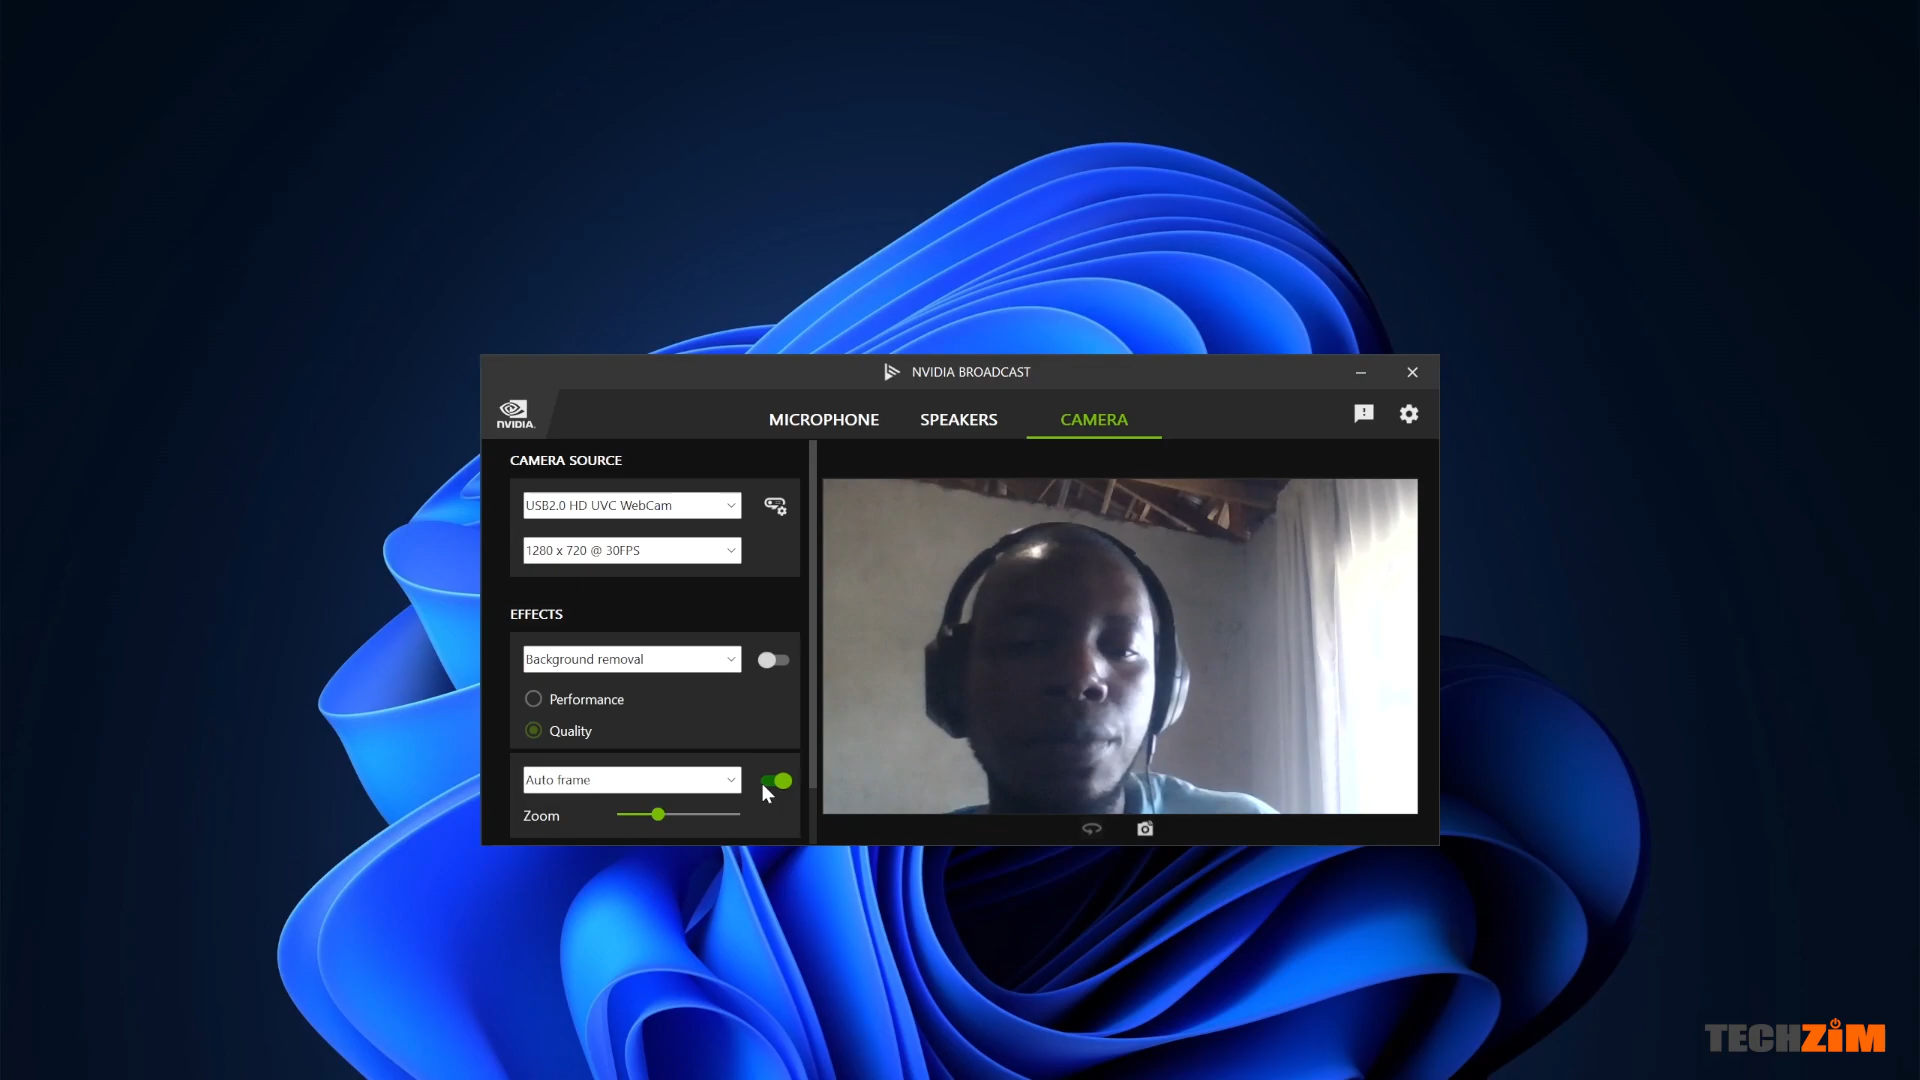 NVIDIA BROADCAST
NVIDIA.
MICROPHONE
SPEAKERS
CAMERA
CAMERA SOURCE
USB2.0 HD UVC WebCam
1280 x 720 @ 30FPS
EFFECTS
Background removal
Performance
Quality
Auto frame
Zoom
TECHZiM